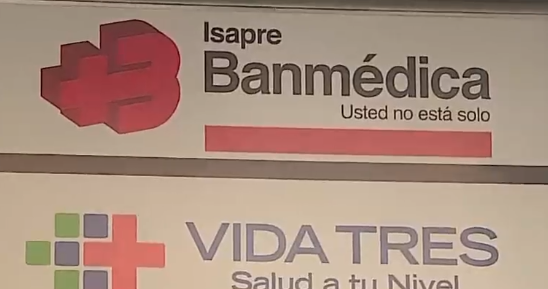 Isapre
Banmédica
Usted no está solo
VIDA TRES
Salud a tu Nivel